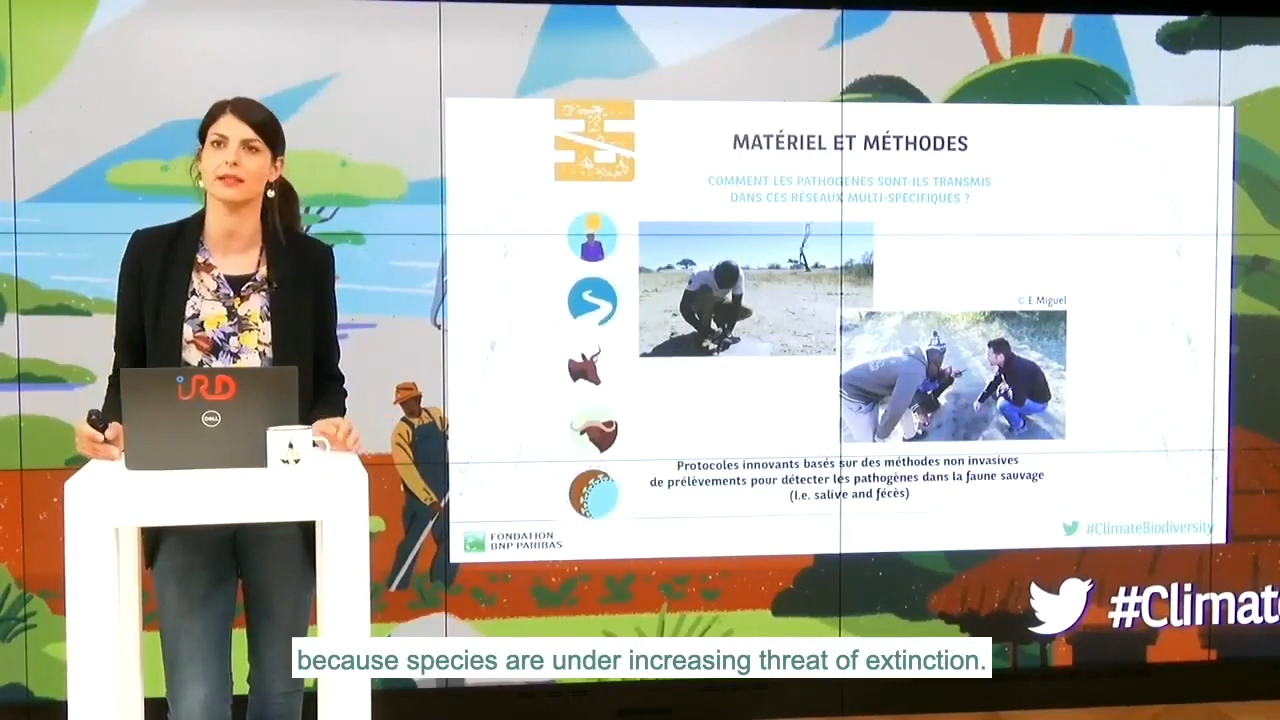 MATÉRIEL ET MÉTHODES
COMMENT LES PATHOGÈNES SONT-ILS TRANSMIS
DANS CES RÉSEAUX MULTI-SPÉCIFIQUES ?
© E Miguel
Protocoles innovants basés sur des méthodes non invasives
de prélèvements pour détecter les pathogènes dans la faune sauvage
(I.e. salive and fécès)
FONDATION
BNP PARIBAS
#ClimateBiodiversity
iRD
DELL
#Climat
because species are under increasing threat of extinction.